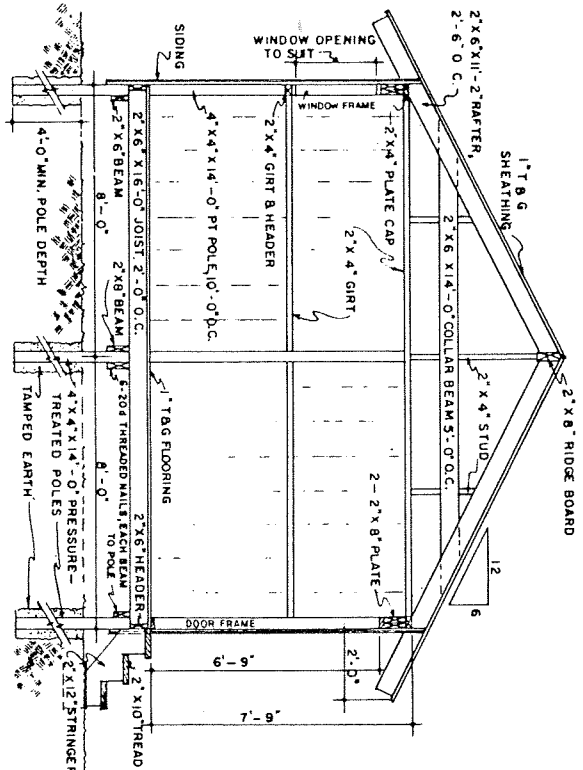 WINDOW OPENING
TO SUIT
SIDING
2"X6"X11'-2"RAFTER,
2'-6" O.C.
1" T & G
SHEATHING
WINDOW FRAME
2"X4" PLATE CAP
2"X6"X14'-0"COLLAR BEAM 5'-0"O.C.
2"X4" GIRT & HEADER
2"X4" GIRT
4"X4"X14'-0" PT POLE, 10'-0" O.C.
2"X6"X16'-0"JOIST, 2'-0"O.C.
2"X6"BEAM
8'-0"
4'-0"MIN. POLE DEPTH
2"X8"BEAM
2"X4" STUD
2"X8" RIDGE BOARD
1" T&G FLOORING
6-20d THREADED NAILS, EACH BEAM
TO POLE
8'-0"
4"X4"X14'-0" PRESSURE-
TREATED POLES
TAMPED EARTH
2"X6"HEADER
2-2"X8" PLATE
12
6
DOOR FRAME
6'-9"
2'-0"
7'-9"
2"X10"TREAD
2"X12"STRINGER